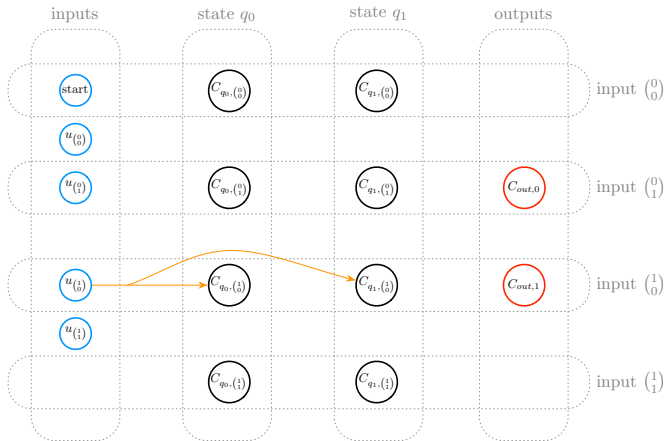 inputs state q₀ state q₁ outputs
start C_{q₀,(0 0)} C_{q₁,(0 0)} input (0 0)
u_{(0 0)}
u_{(0 1)} C_{q₀,(0 1)} C_{q₁,(0 1)} C_{out,0} input (0 1)
u_{(1 0)} C_{q₀,(1 0)} C_{q₁,(1 0)} C_{out,1} input (1 0)
u_{(1 1)}
C_{q₀,(1 1)} C_{q₁,(1 1)} input (1 1)